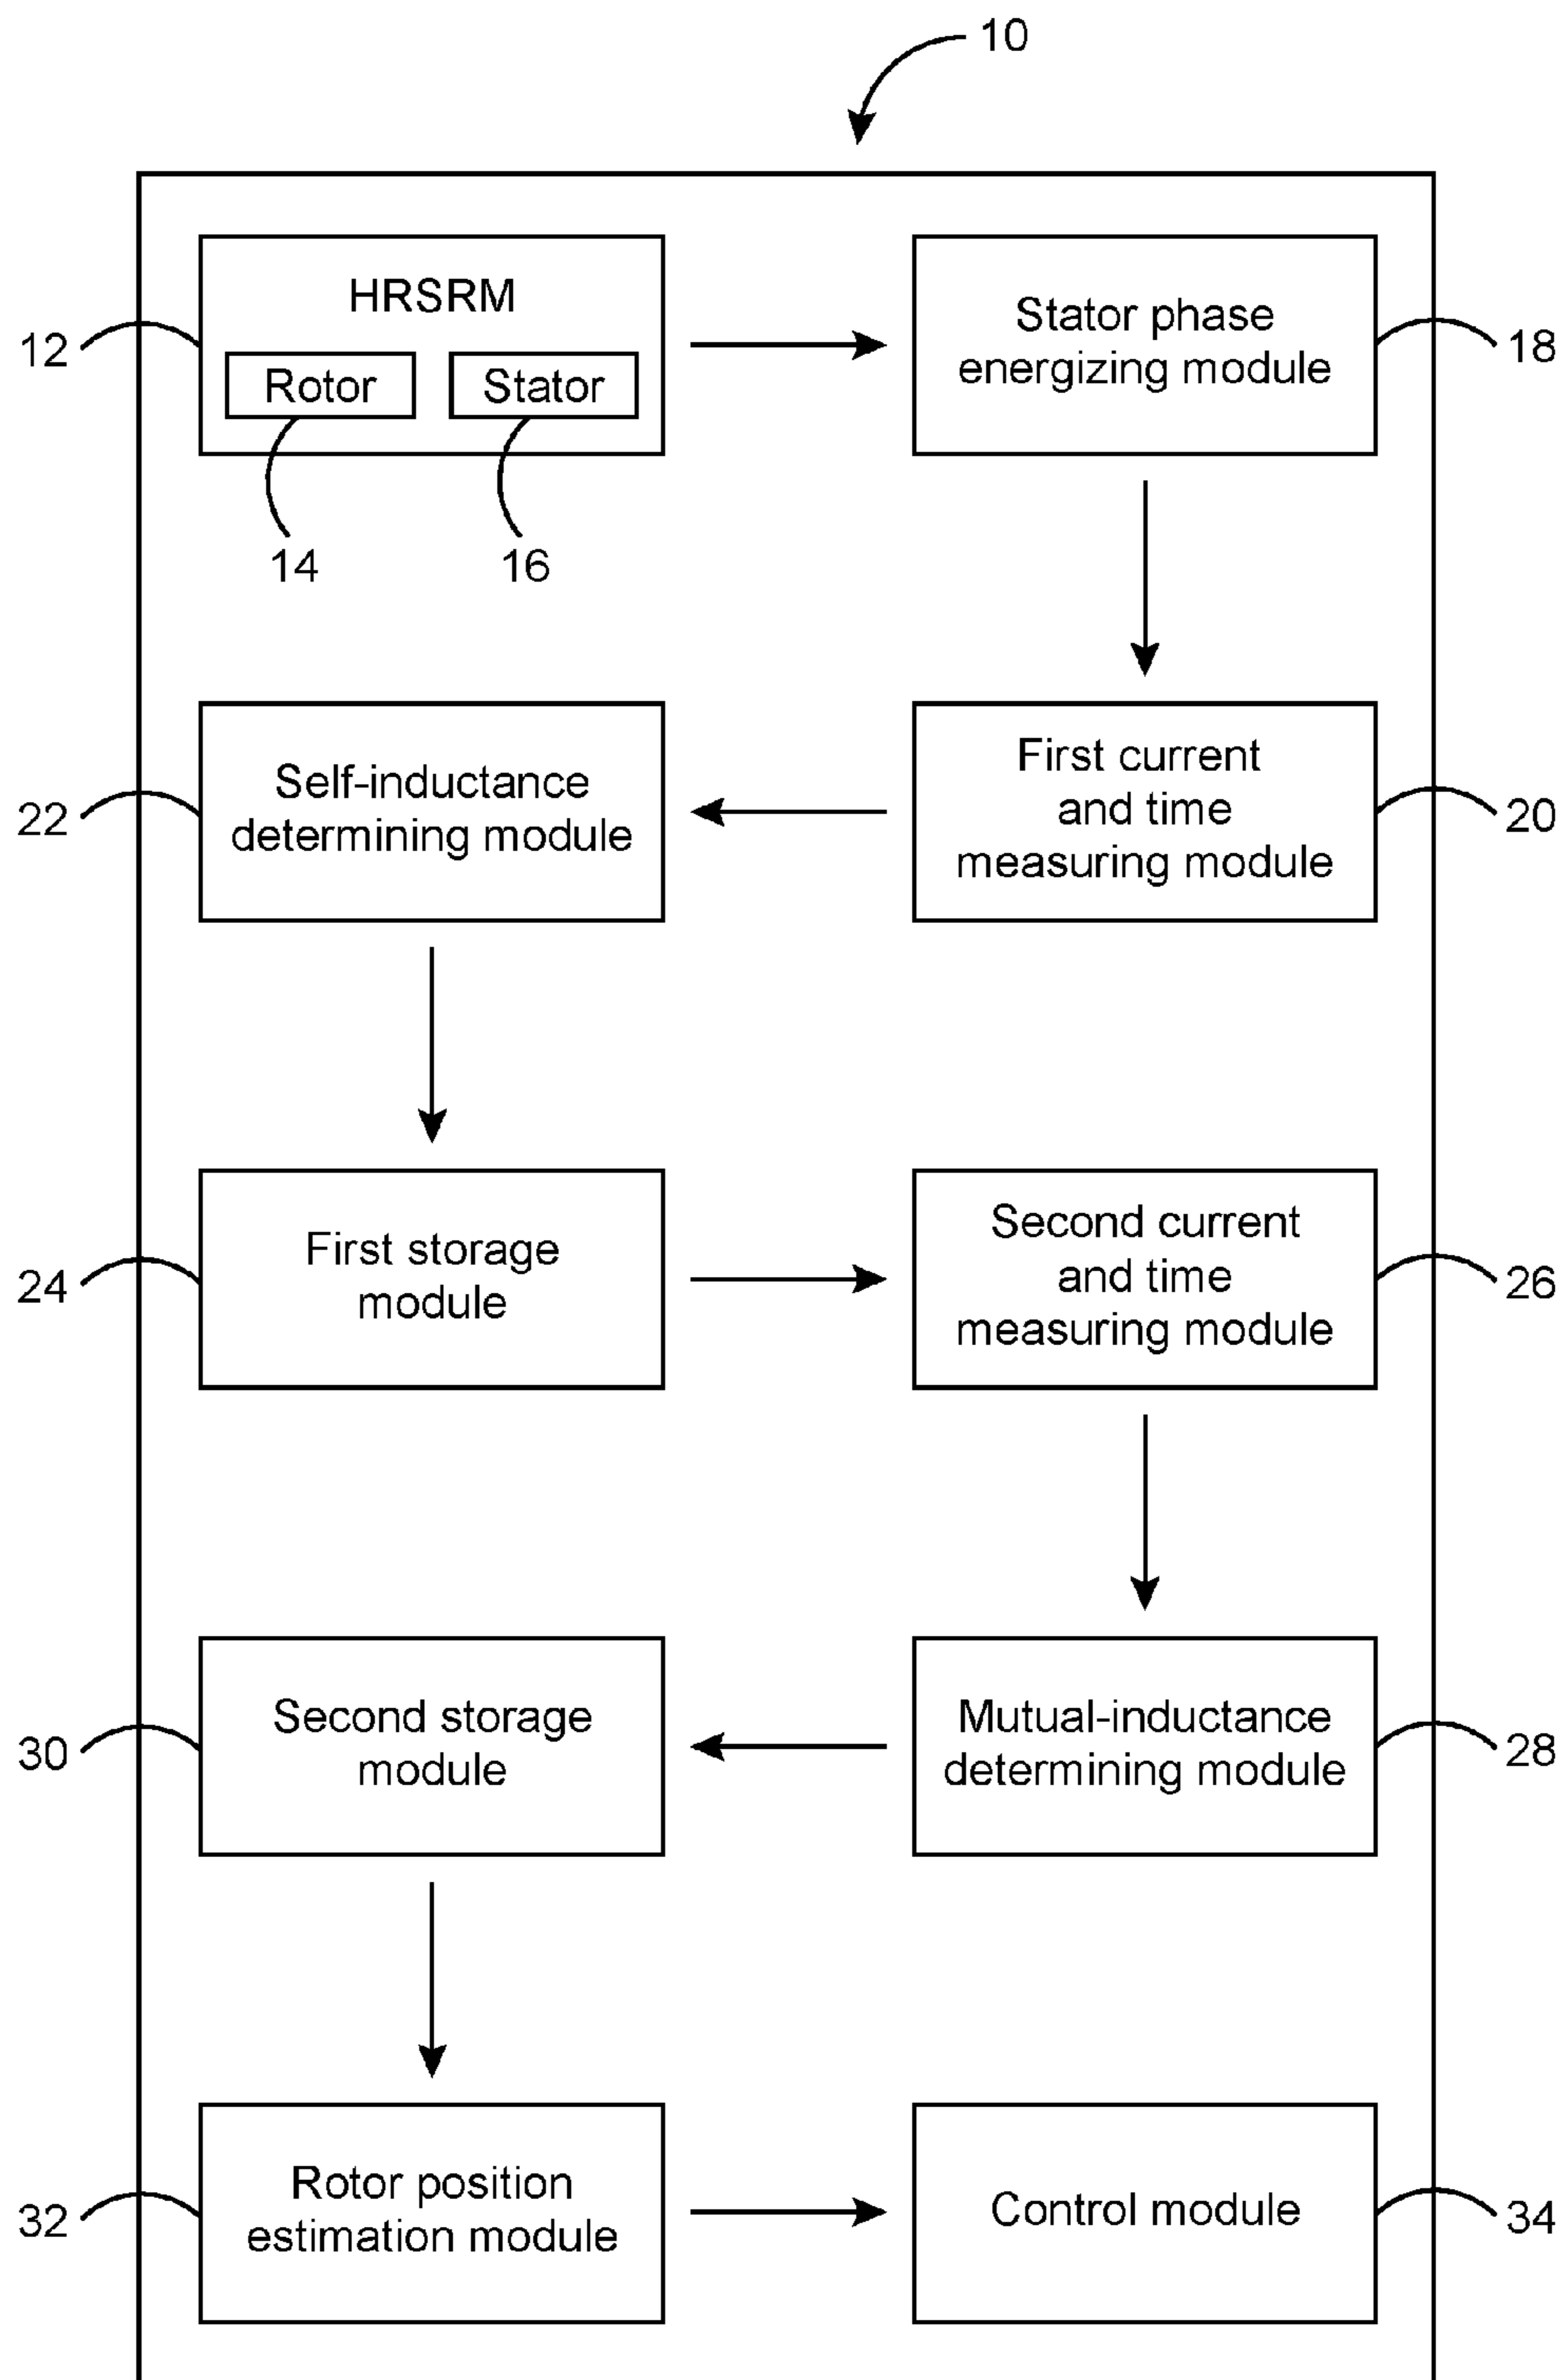 10
HRSRM
Rotor
Stator
12
14
16
Stator phase
energizing module
18
First current
and time
measuring module
20
Self-inductance
determining module
22
First storage
module
24
Second current
and time
measuring module
26
Mutual-inductance
determining module
28
Second storage
module
30
Rotor position
estimation module
32
Control module
34